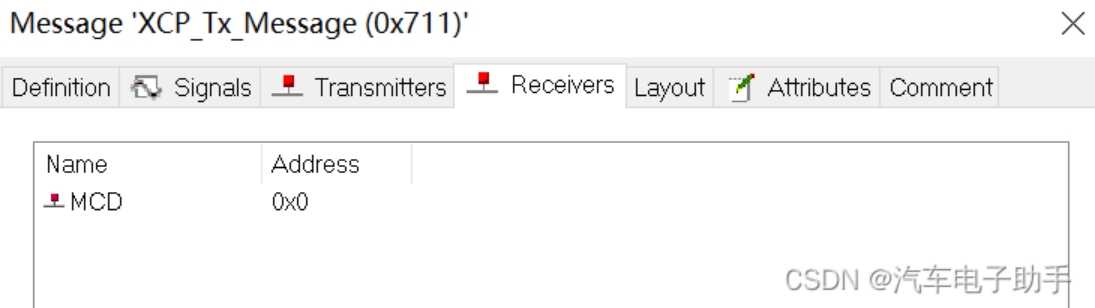 Message 'XCP_Tx_Message (0x711)'
Definition Signals Transmitters Receivers Layout Attributes Comment
Name Address
MCD 0x0
CSDN @汽车电子助手